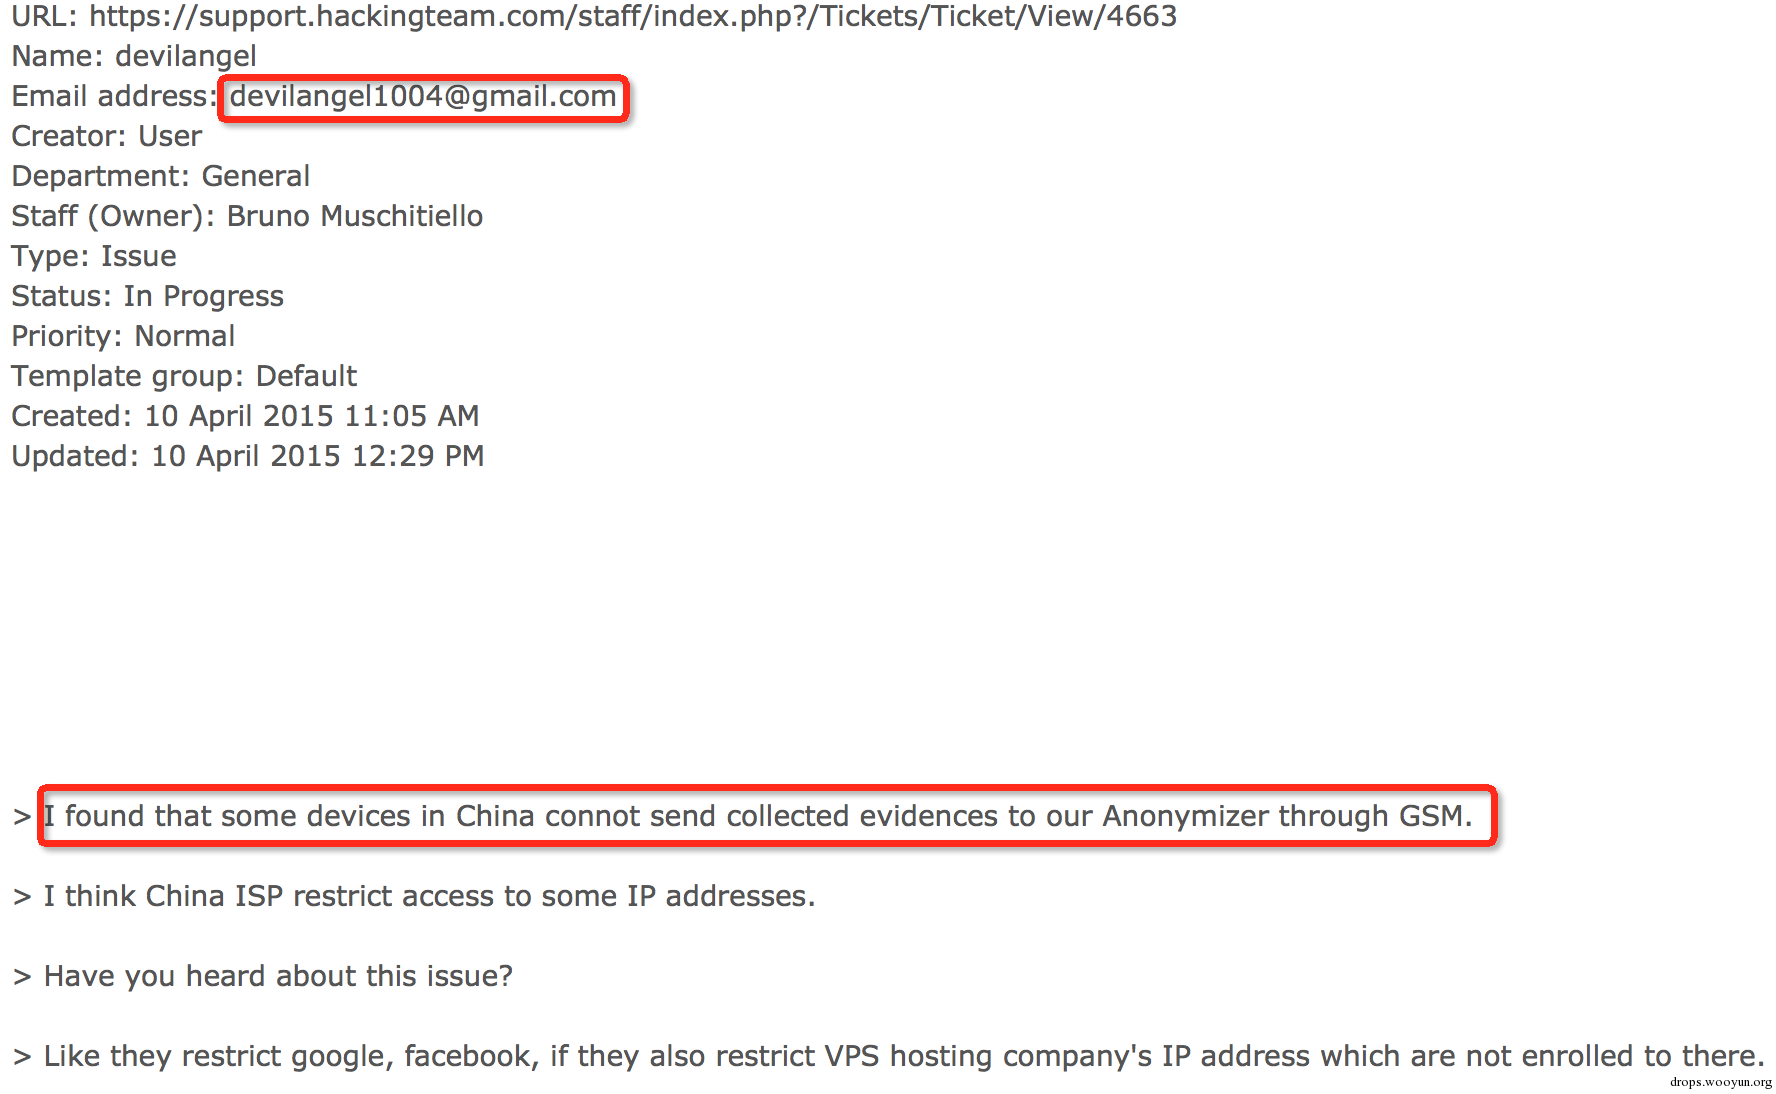 URL: https://support.hackingteam.com/staff/index.php?/Tickets/Ticket/View/4663
Name: devilangel
Email address: devilangel1004@gmail.com
Creator: User
Department: General
Staff (Owner): Bruno Muschitiello
Type: Issue
Status: In Progress
Priority: Normal
Template group: Default
Created: 10 April 2015 11:05 AM
Updated: 10 April 2015 12:29 PM
> I found that some devices in China connot send collected evidences to our Anonymizer through GSM.
> I think China ISP restrict access to some IP addresses.
> Have you heard about this issue?
> Like they restrict google, facebook, if they also restrict VPS hosting company's IP address which are not enrolled to there.
drops.wooyun.org